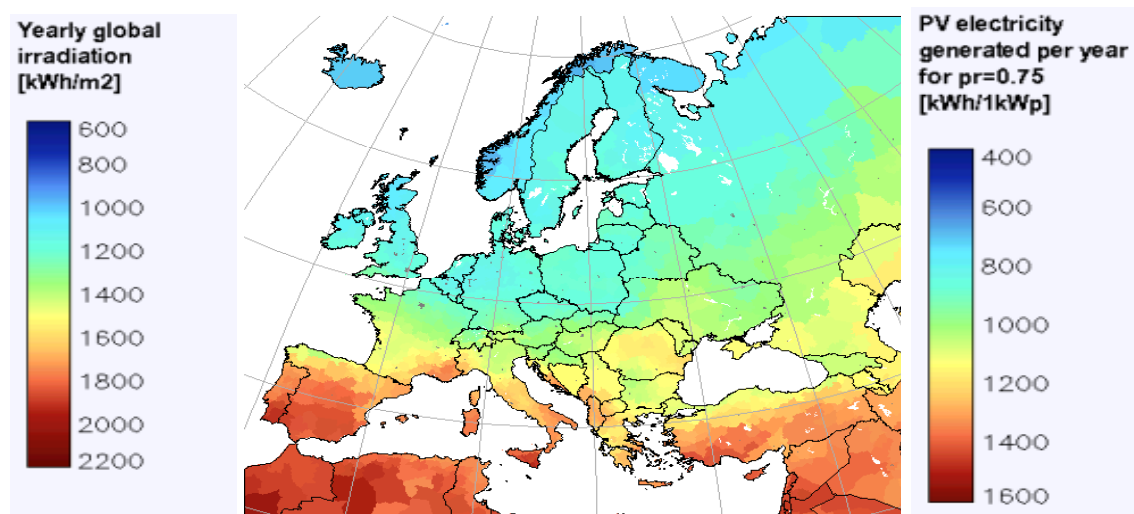 Yearly global
irradiation
[kWh/m2]
600
800
1000
1200
1400
1600
1800
2000
2200
PV electricity
generated per year
for pr=0.75
[kWh/1kWp]
400
600
800
1000
1200
1400
1600